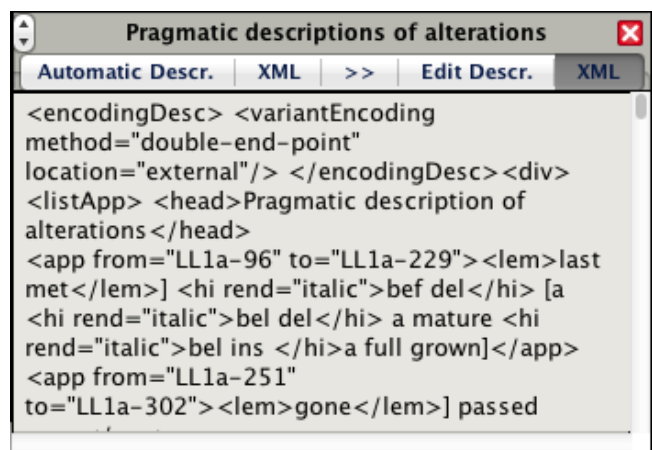 Pragmatic descriptions of alterations
Automatic Descr. XML >> Edit Descr. XML
<encodingDesc> <variantEncoding
method="double-end-point"
location="external"/> </encodingDesc><div>
<listApp> <head>Pragmatic description of
alterations</head>
<app from="LL1a-96" to="LL1a-229"><lem>last
met</lem>] <hi rend="italic">bef del</hi> [a
<hi rend="italic">bel del</hi> a mature <hi
rend="italic">bel ins </hi>a full grown]</app>
<app from="LL1a-251"
to="LL1a-302"><lem>gone</lem>] passed